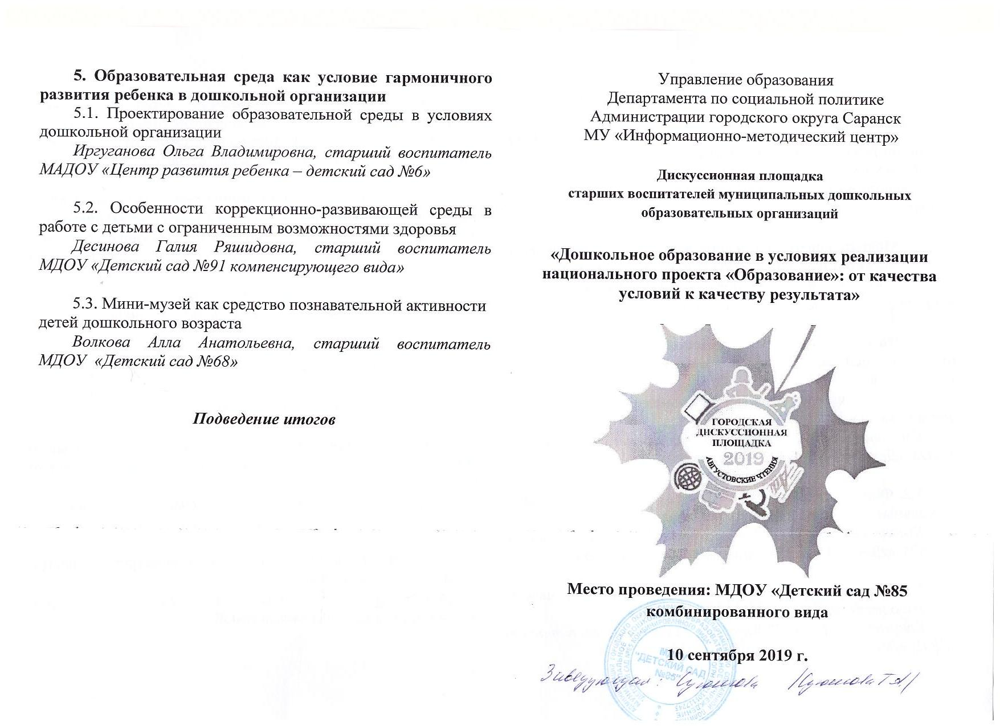 5. Образовательная среда как условие гармоничного
развития ребенка в дошкольной организации
5.1. Проектирование образовательной среды в условиях
дошкольной организации
Иргуганова Ольга Владимировна, старший воспитатель
МАДОУ «Центр развития ребенка – детский сад №6»
5.2. Особенности коррекционно-развивающей среды в
работе с детьми с ограниченным возможностями здоровья
Десинова Галия Ряшидовна, старший воспитатель
МДОУ «Детский сад №91 компенсирующего вида»
5.3. Мини-музей как средство познавательной активности
детей дошкольного возраста
Волкова Алла Анатольевна, старший воспитатель
МДОУ «Детский сад №68»
Подведение итогов
Управление образования
Департамента по социальной политике
Администрации городского округа Саранск
МУ «Информационно-методический центр»
Дискуссионная площадка
старших воспитателей муниципальных дошкольных
образовательных организаций
«Дошкольное образование в условиях реализации
национального проекта «Образование»: от качества
условий к качеству результата»
ГОРОДСКАЯ
ДИСКУССИОННАЯ
ПЛОЩАДКА
2019
АВГУСТОВСКИЕ ЧТЕНИЯ
Место проведения: МДОУ «Детский сад №85
комбинированного вида
10 сентября 2019 г.
"ДЕТСКИЙ САД
№85"
Заведующая: